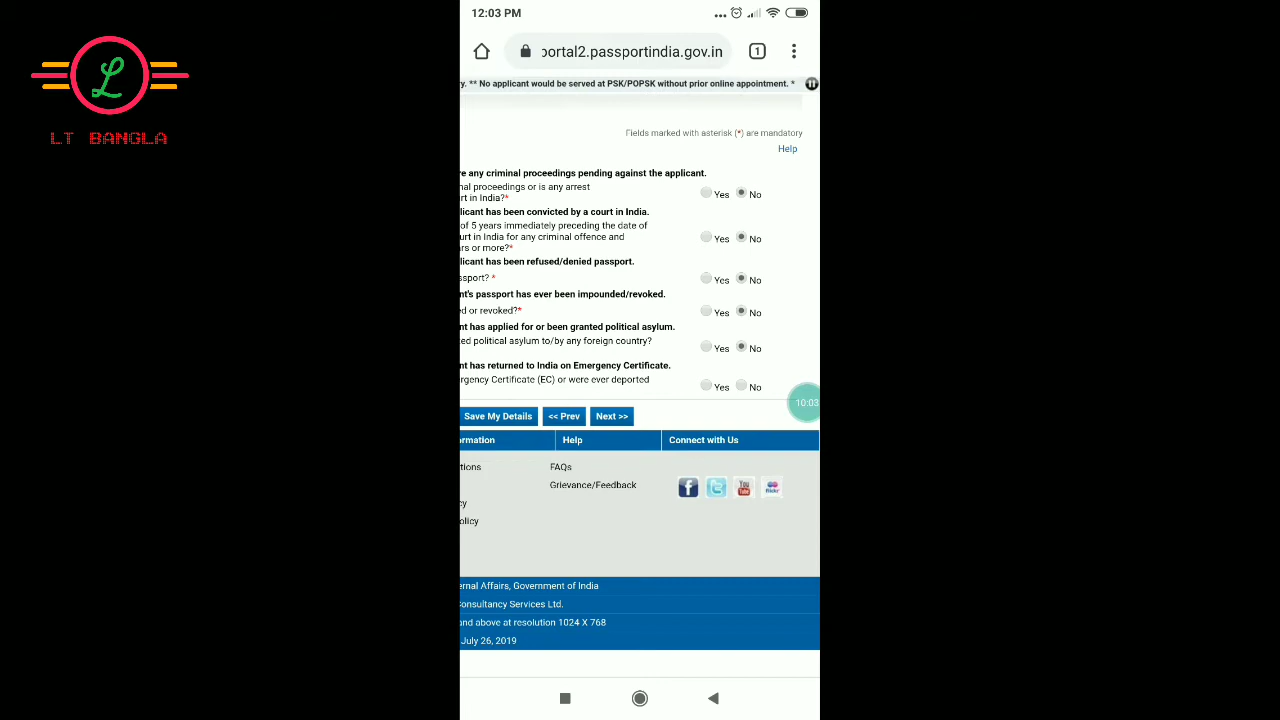 12:03 PM
portal2.passportindia.gov.in
1
y. ** No applicant would be served at PSK/POPSK without prior online appointment. *
L
LT BANGLA
Fields marked with asterisk (*) are mandatory
Help
re any criminal proceedings pending against the applicant.
nal proceedings or is any arrest
rt in India?*
Yes No
licant has been convicted by a court in India.
of 5 years immediately preceding the date of
urt in India for any criminal offence and
rs or more?*
Yes No
licant has been refused/denied passport.
ssport? *
Yes No
nt's passport has ever been impounded/revoked.
ed or revoked?*
Yes No
nt has applied for or been granted political asylum.
ed political asylum to/by any foreign country?
Yes No
nt has returned to India on Emergency Certificate.
ergency Certificate (EC) or were ever deported
Yes No
10:03
Save My Details << Prev Next >>
rmation Help Connect with Us
tions FAQs
Grievance/Feedback
You Tube
flickr
cy
olicy
ernal Affairs, Government of India
Consultancy Services Ltd.
and above at resolution 1024 X 768
July 26, 2019